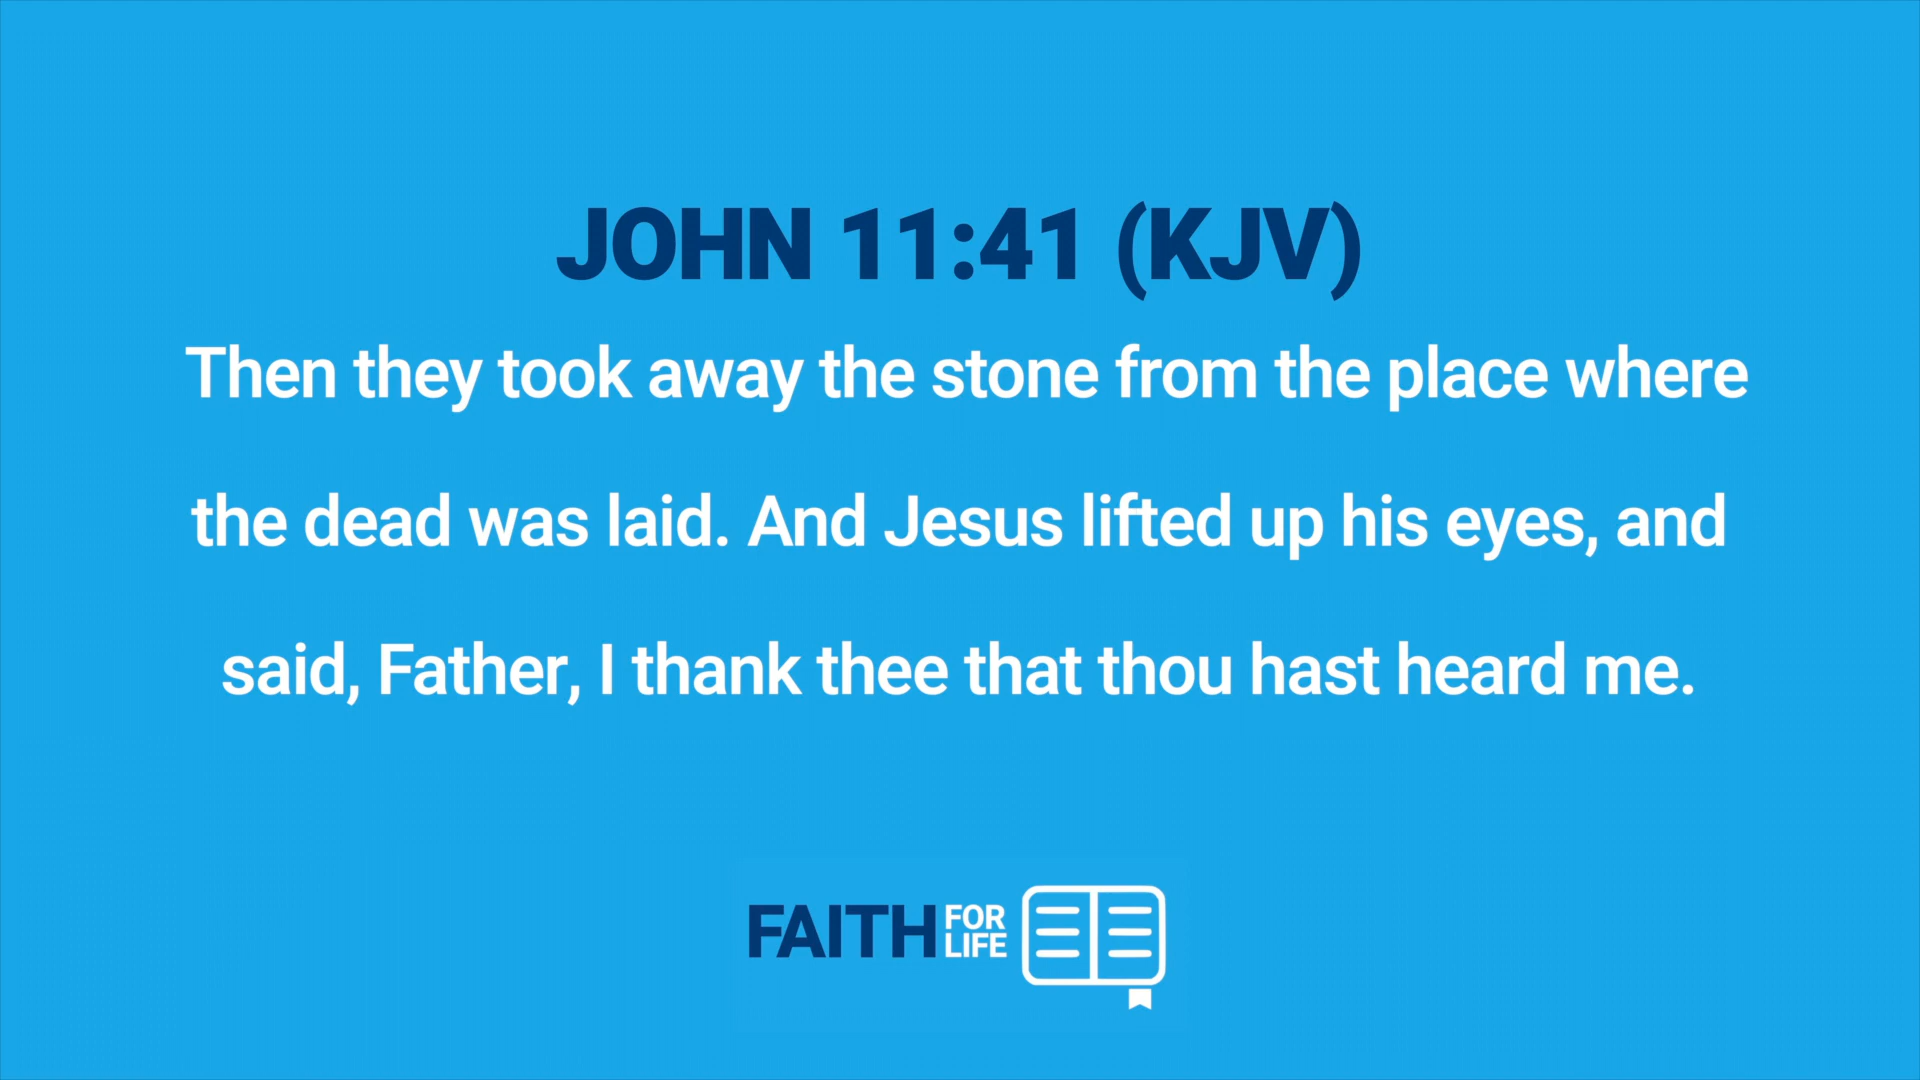 JOHN 11:41 (KJV)
Then they took away the stone from the place where
the dead was laid. And Jesus lifted up his eyes, and
said, Father, I thank thee that thou hast heard me.
FAITH FOR
LIFE